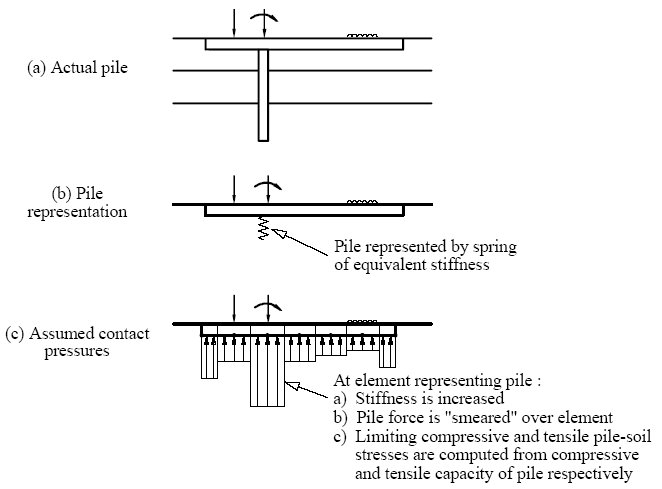 (a) Actual pile
(b) Pile
representation
Pile represented by spring
of equivalent stiffness
(c) Assumed contact
pressures
At element representing pile :
a) Stiffness is increased
b) Pile force is "smeared" over element
c) Limiting compressive and tensile pile-soil
stresses are computed from compressive
and tensile capacity of pile respectively